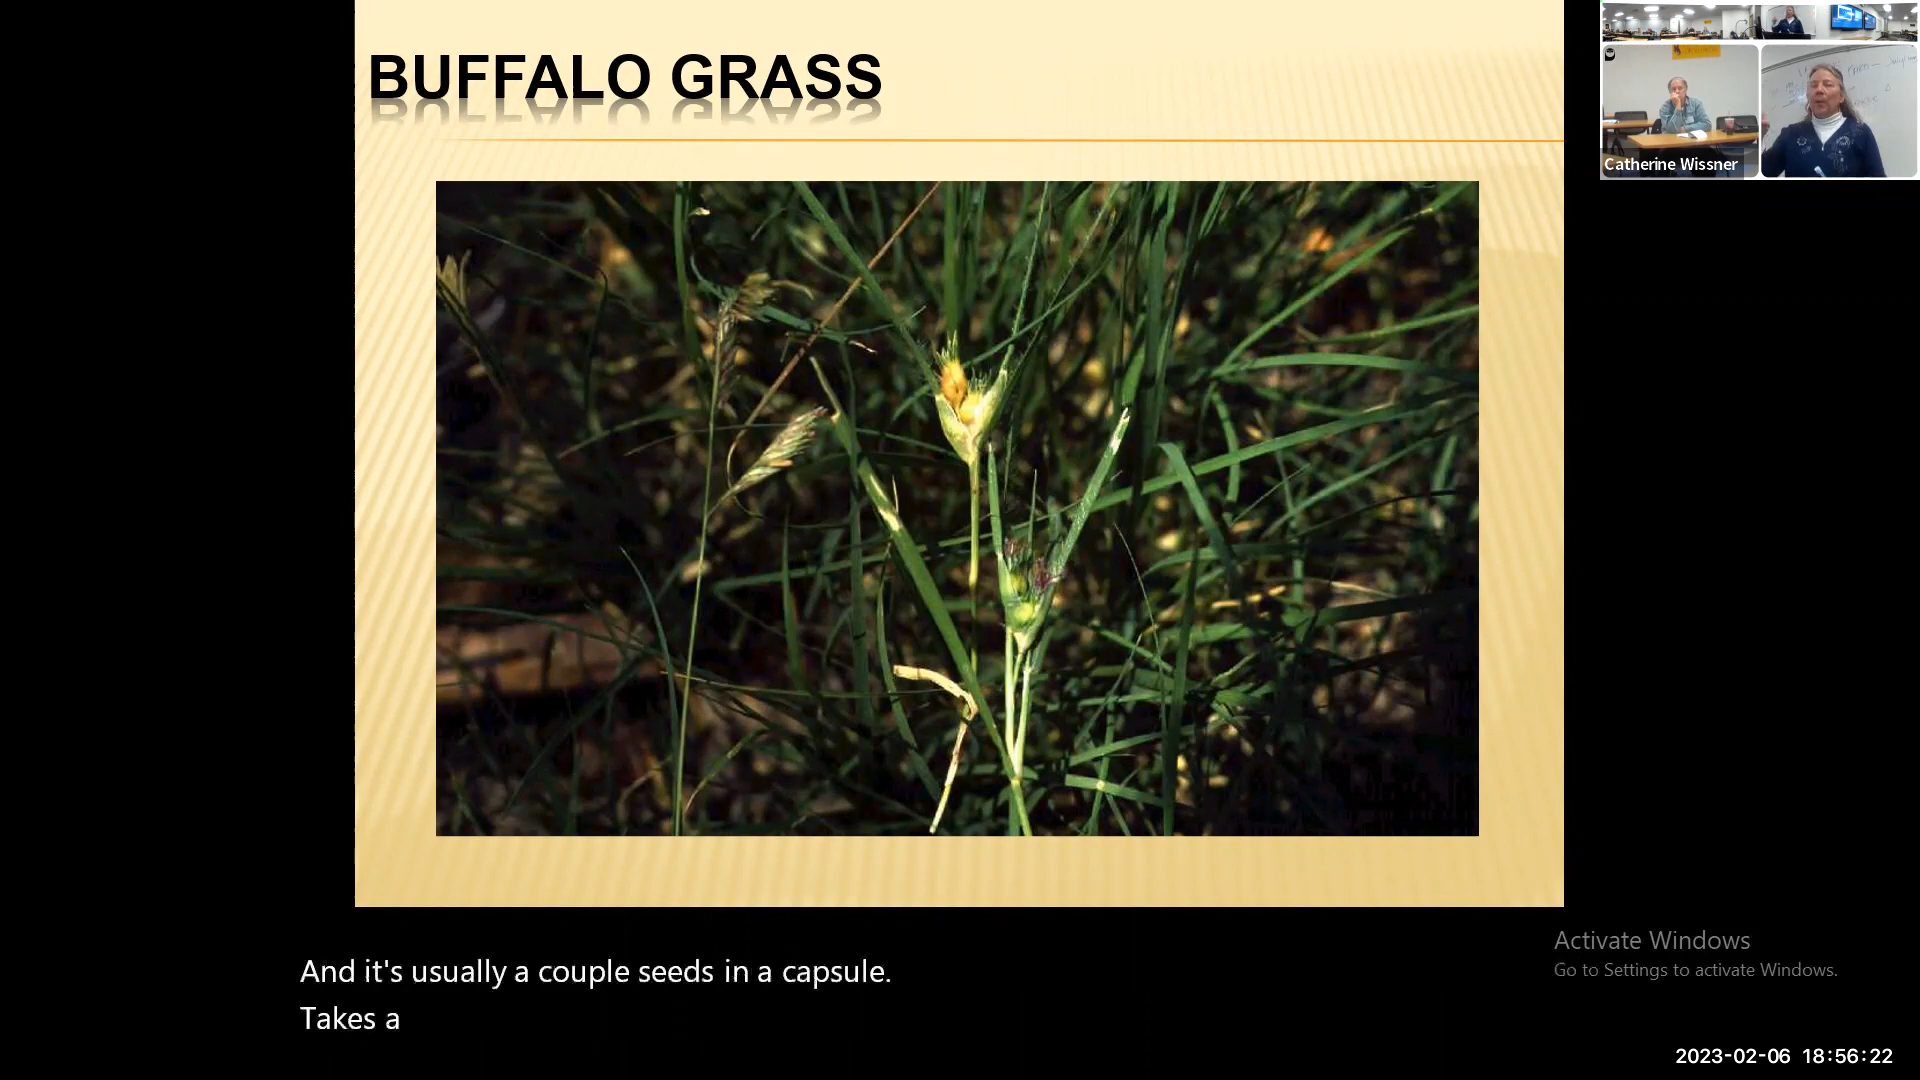 BUFFALO GRASS
Catherine Wissner
And it's usually a couple seeds in a capsule.
Takes a
Activate Windows
Go to Settings to activate Windows.
2023-02-06 18:56:22